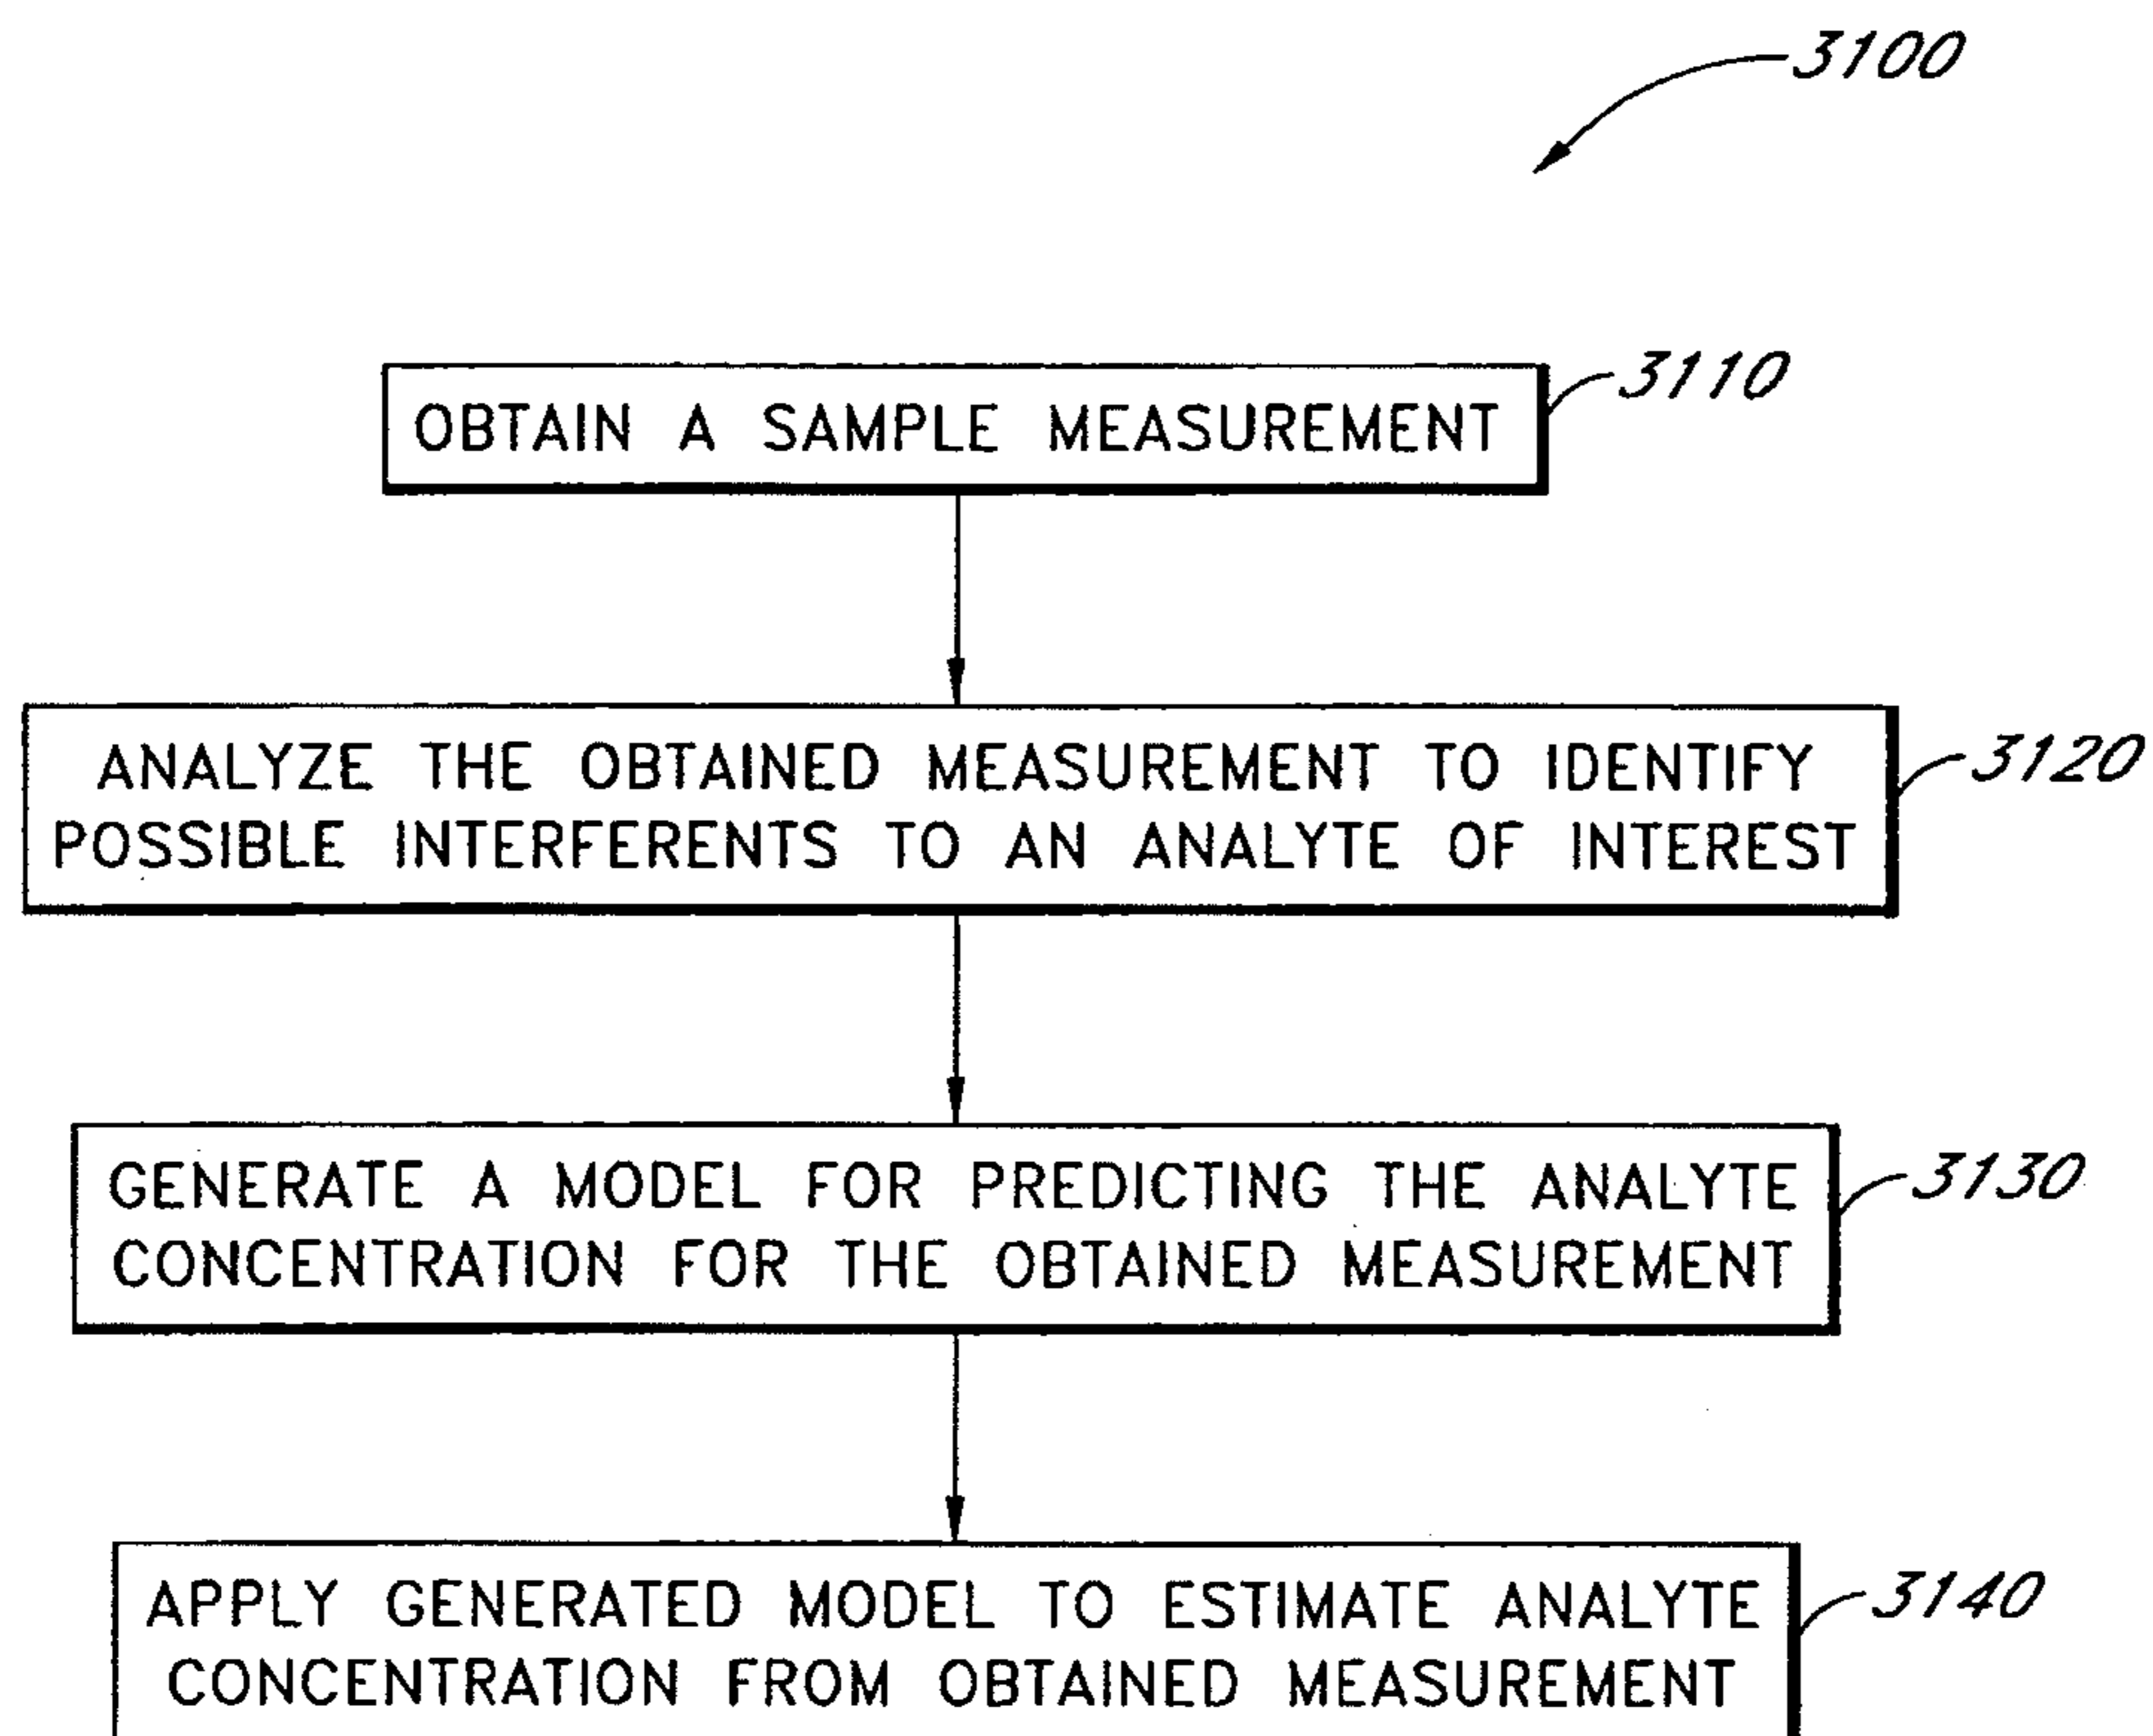 3100
OBTAIN A SAMPLE MEASUREMENT
3110
ANALYZE THE OBTAINED MEASUREMENT TO IDENTIFY
POSSIBLE INTERFERENTS TO AN ANALYTE OF INTEREST
3120
GENERATE A MODEL FOR PREDICTING THE ANALYTE
CONCENTRATION FOR THE OBTAINED MEASUREMENT
3130
APPLY GENERATED MODEL TO ESTIMATE ANALYTE
CONCENTRATION FROM OBTAINED MEASUREMENT
3140